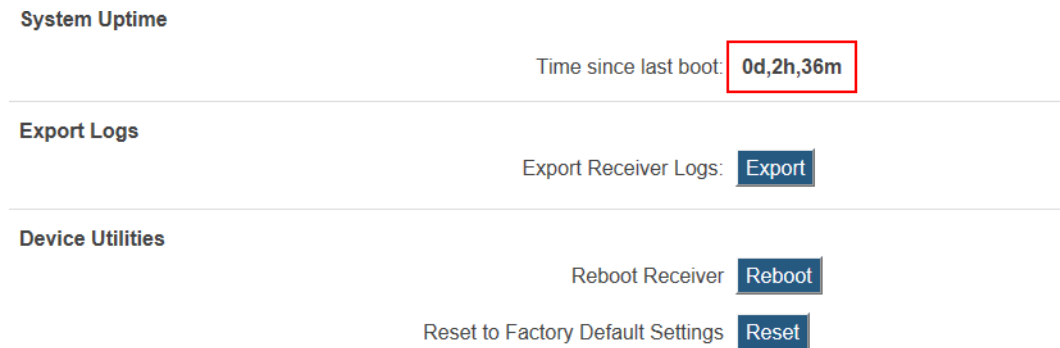 System Uptime
Time since last boot: 0d,2h,36m
Export Logs
Export Receiver Logs: Export
Device Utilities
Reboot Receiver Reboot
Reset to Factory Default Settings Reset